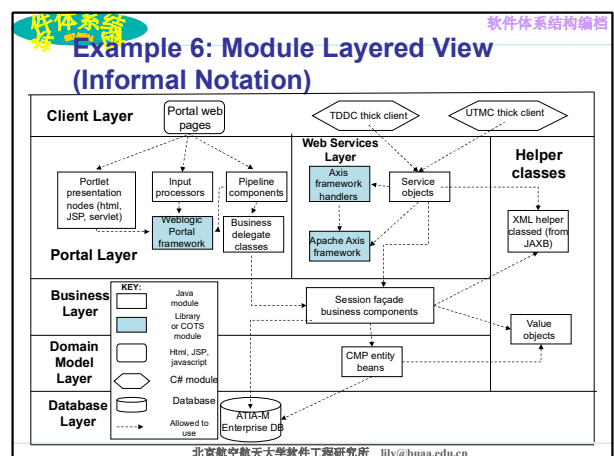 软件体系结构编档
Example 6: Module Layered View
(Informal Notation)
Client Layer
Portal web
pages
TDDC thick client
UTMC thick client
Web Services
Layer
Helper
classes
Portlet
presentation
nodes (html,
JSP, servlet)
Input
processors
Pipeline
components
Axis
framework
handlers
Service
objects
Weblogic
Portal
framework
Business
delegate
classes
Apache Axis
framework
XML helper
classed (from
JAXB)
Portal Layer
Business
Layer
KEY:
Java
module
Library
or COTS
module
Html, JSP,
javascript
C# module
Database
Allowed to
use
Session façade
business components
Value
objects
Domain
Model
Layer
CMP entity
beans
Database
Layer
ATIA-M
Enterprise DB
北京航空航天大学软件工程研究所 lily@buaa.edu.cn